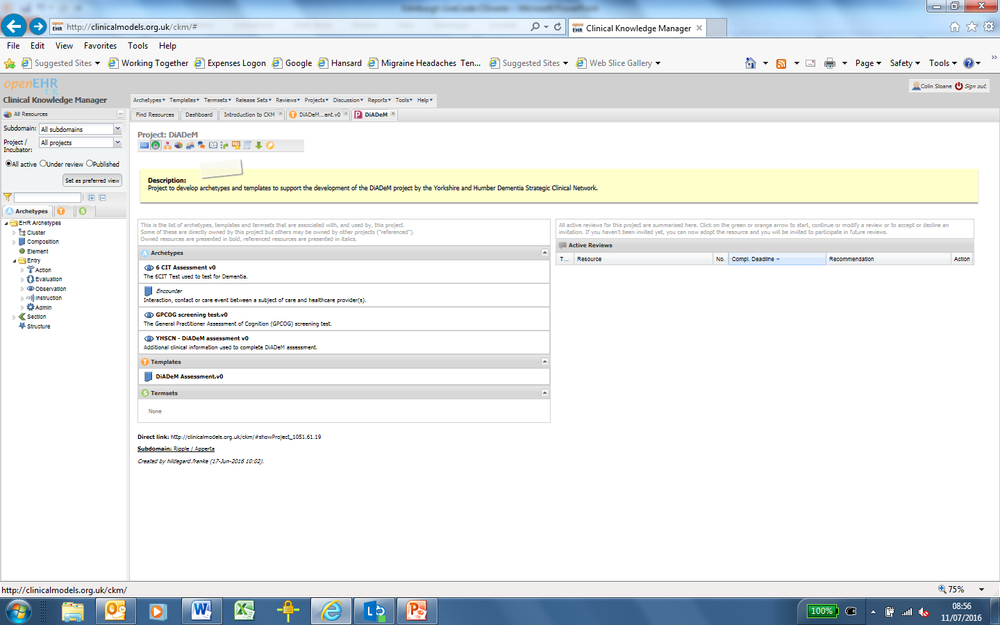 http://clinicalmodels.org.uk/ckm/#
Clinical Knowledge Manager
File Edit View Favorites Tools Help
Suggested Sites Working Together Expenses Logon Google Hansard Migraine Headaches Ten... Suggested Sites Web Slice Gallery
Page Safety Tools
openEHR
UK
Clinical Knowledge Manager
Colin Sloane Sign out.
Archetypes Templates Termsets Release Sets Reviews Projects Discussion Reports Tools Help
All Resources
Find Resources Dashboard Introduction to CKM DiADeM...ent.v0 DiADeM
Subdomain: All subdomains
Project / Incubator: All projects
All active Under review Published
Set as preferred view
Archetypes T S
EHR Archetypes
Cluster
Composition
Element
Entry
Action
Evaluation
Observation
Instruction
Admin
Section
Structure
Project: DiADeM
Description:
Project to develop archetypes and templates to support the development of the DiADeM project by the Yorkshire and Humber Dementia Strategic Clinical Network.
This is the list of archetypes, templates and termsets that are associated with, and used by, this project.
Some of these are directly owned by this project but others may be owned by other projects ("referenced").
Owned resources are presented in bold, referenced resources are presented in italics.
Archetypes
6 CIT Assessment v0
The 6CIT Test used to test for Dementia.
Encounter
Interaction, contact or care event between a subject of care and healthcare provider(s).
GPCOG screening test.v0
The General Practitioner Assessment of Cognition (GPCOG) screening test.
YHSCN - DiADeM assessment v0
Additional clinical information used to complete DiADeM assessment.
Templates
DiADeM Assessment.v0
Termsets
None
Direct link: http://clinicalmodels.org.uk/ckm/#showProject_1051.61.19
Subdomain: Ripple / Apperta
Created by hildegard.franke (17-Jun-2016 10:02).
All active reviews for this project are summarised here. Click on the green or orange arrow to start, continue or modify a review or to accept or decline an
invitation. If you haven't been invited yet, you can now adopt the resource and you will be invited to participate in future reviews.
Active Reviews
T... Resource No. Compl. Deadline Recommendation Action
http://clinicalmodels.org.uk/ckm/
75%
100%
08:56
11/07/2016